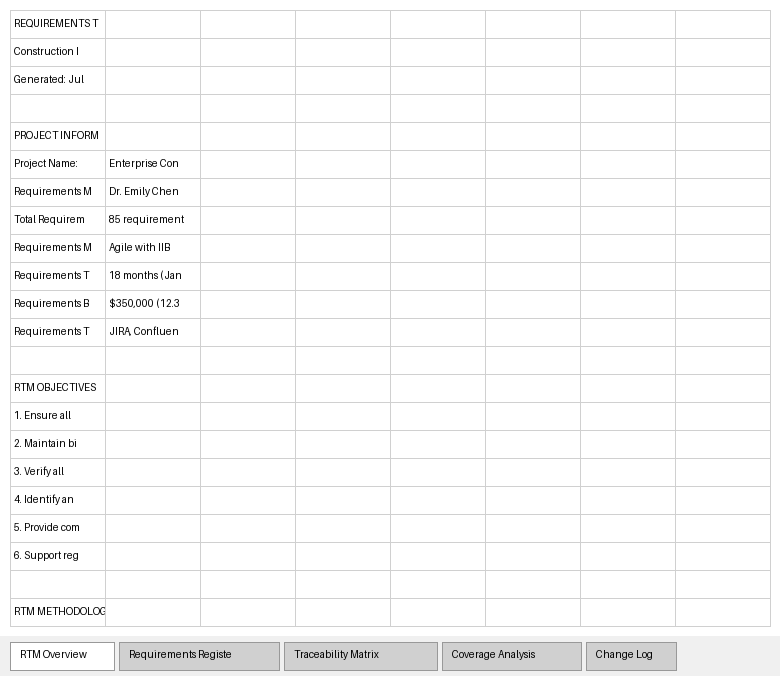 REQUIREMENTS T
Construction I
Generated: Jul
PROJECT INFORM
Project Name: Enterprise Con
Requirements M Dr. Emily Chen
Total Requirem 85 requirement
Requirements M Agile with IIB
Requirements T 18 months (Jan
Requirements B $350,000 (12.3
Requirements T JIRA, Confluen
RTM OBJECTIVES
1. Ensure all
2. Maintain bi
3. Verify all
4. Identify an
5. Provide com
6. Support reg
RTM METHODOLOG
RTM Overview Requirements Registe Traceability Matrix Coverage Analysis Change Log